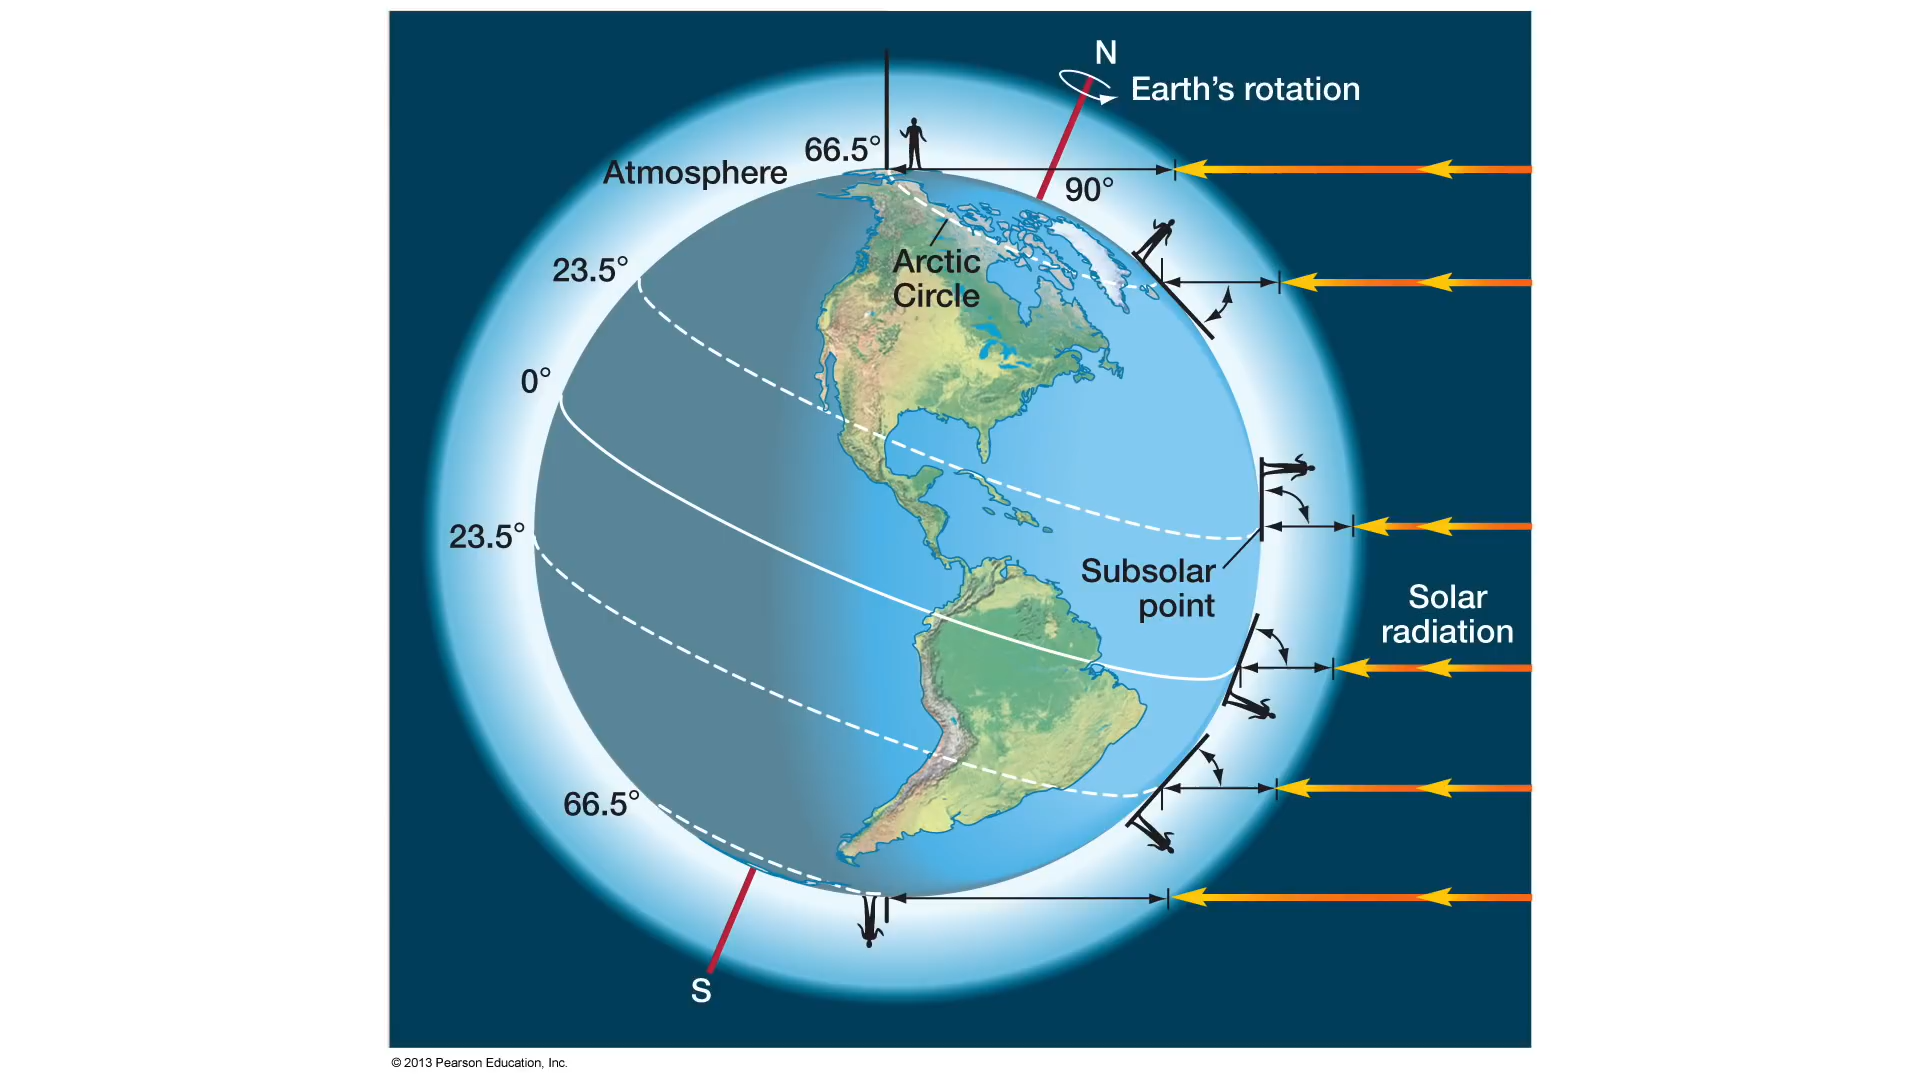 N
Earth's rotation
66.5°
Atmosphere
90°
Arctic
Circle
23.5°
0°
23.5°
Subsolar
point
Solar
radiation
66.5°
S
© 2013 Pearson Education, Inc.